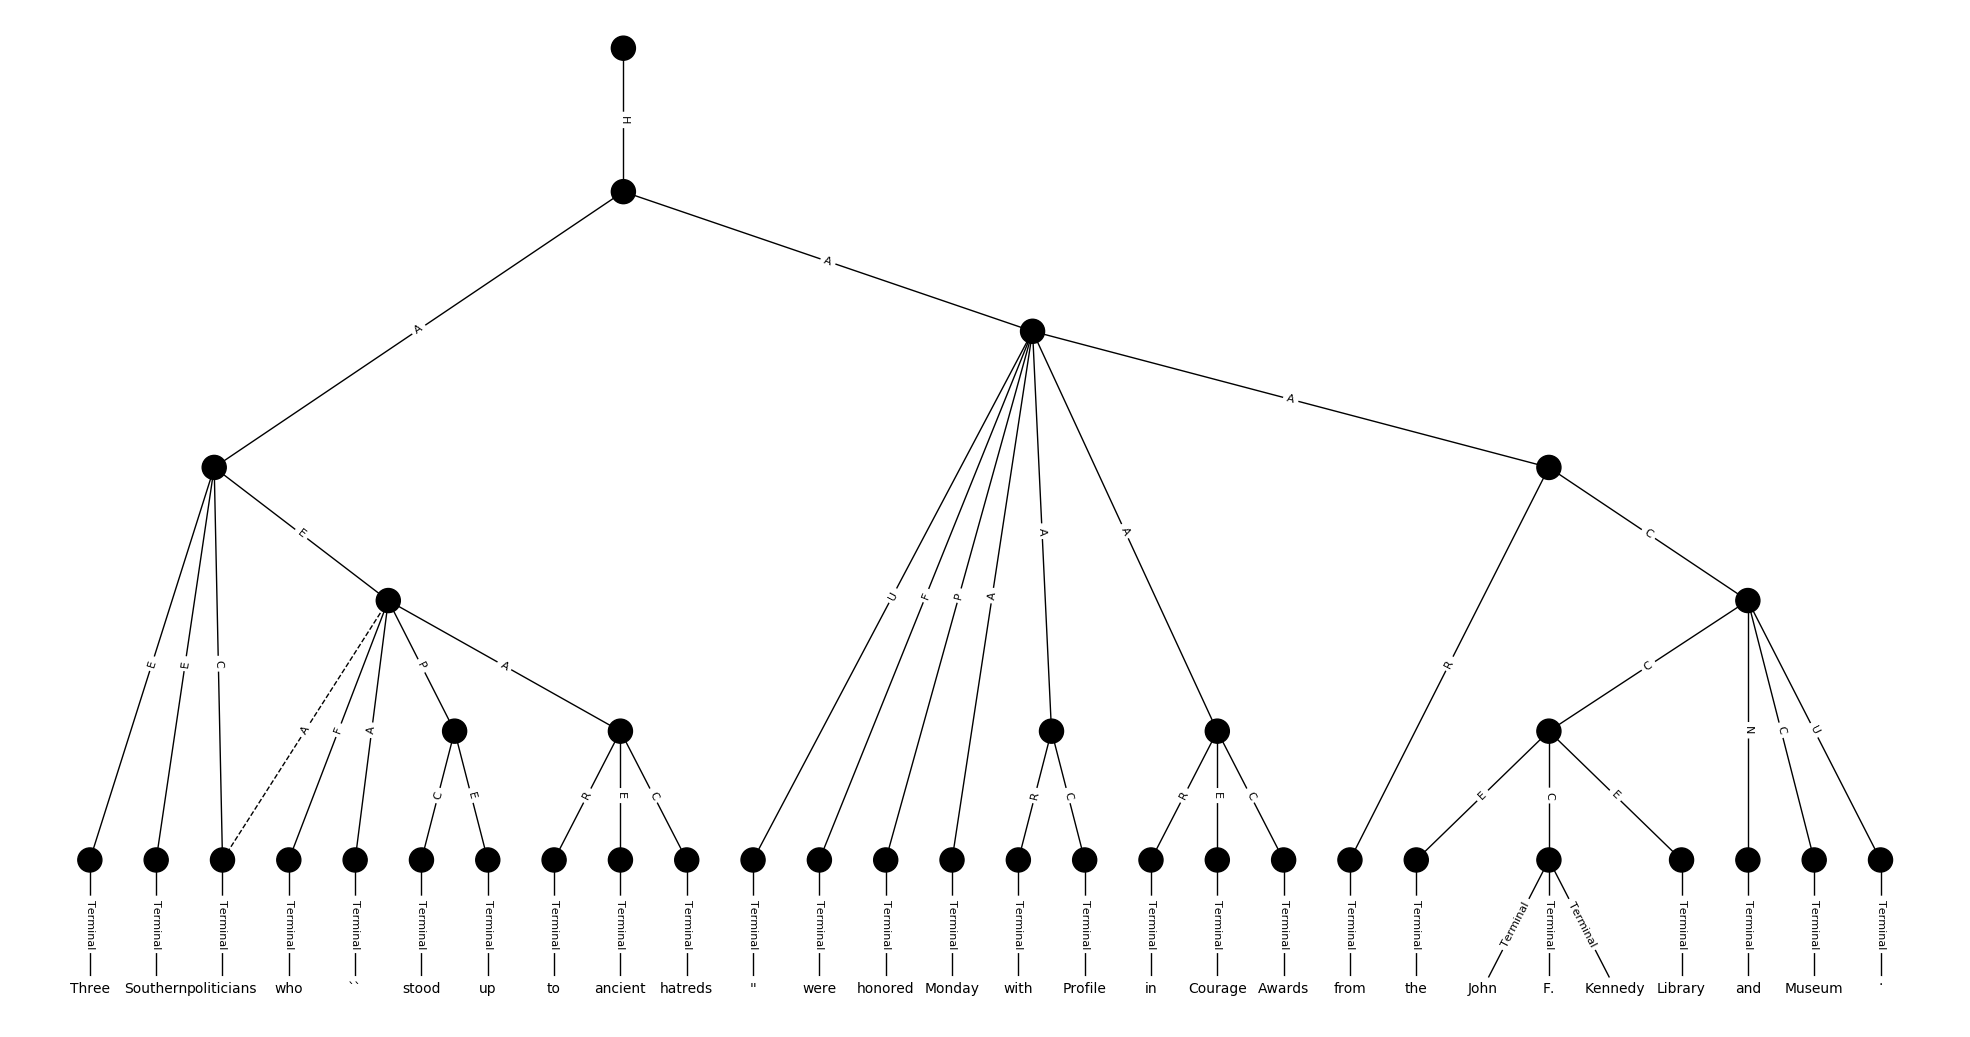 H
A
A
A
E
A
A
R
C
U
F
P
A
E
E
C
P
A
C
A
F
A
N
C
U
C
E
R
E
C
R
C
R
E
C
E
C
E
Terminal Terminal Terminal Terminal Terminal Terminal Terminal Terminal Terminal Terminal Terminal Terminal Terminal Terminal Terminal Terminal Terminal Terminal Terminal Terminal Terminal Terminal Terminal Terminal Terminal Terminal Terminal Terminal
Three Southern politicians who `` stood up to ancient hatreds '' were honored Monday with Profile in Courage Awards from the John F. Kennedy Library and Museum .